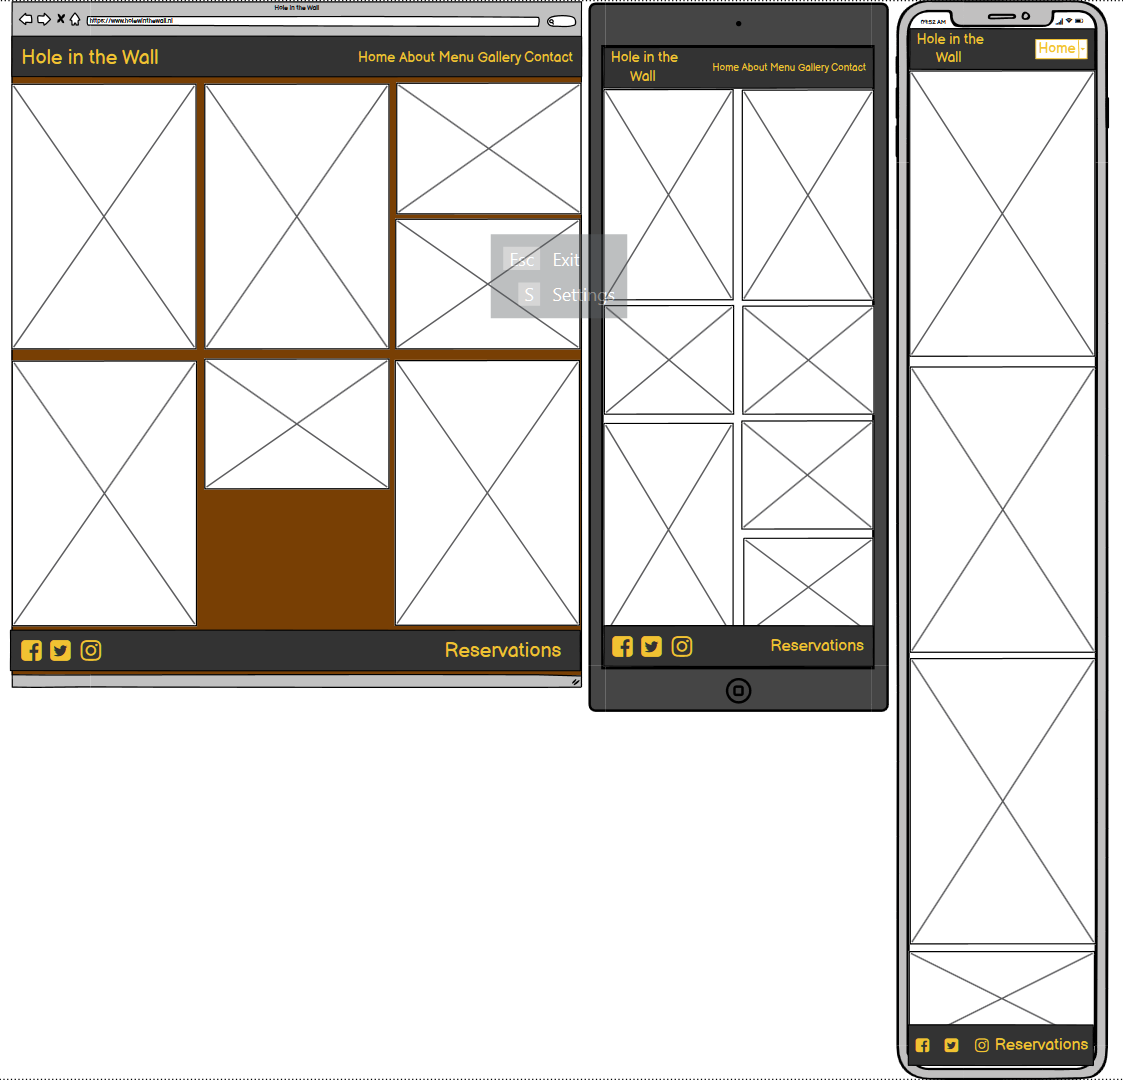 Hole in the Wall
https://www.holeinthewall.nl
Hole in the Wall
Home About Menu Gallery Contact
Esc Exit
S Settings
Reservations
Hole in the
Wall
Home About Menu Gallery Contact
Reservations
09:52 AM
Hole in the
Wall
Home
Reservations